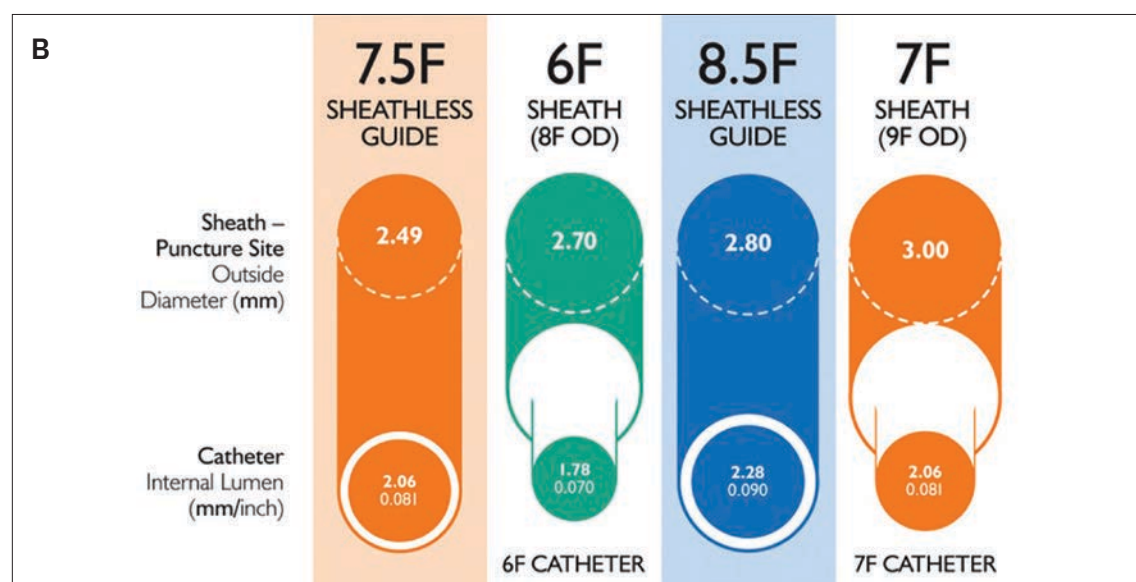 B
7.5F
SHEATHLESS
GUIDE
6F
SHEATH
(8F OD)
8.5F
SHEATHLESS
GUIDE
7F
SHEATH
(9F OD)
Sheath –
Puncture Site
Outside
Diameter (mm)
2.49
2.70
2.80
3.00
Catheter
Internal Lumen
(mm/inch)
2.06
0.081
1.78
0.070
2.28
0.090
2.06
0.081
6F CATHETER
7F CATHETER